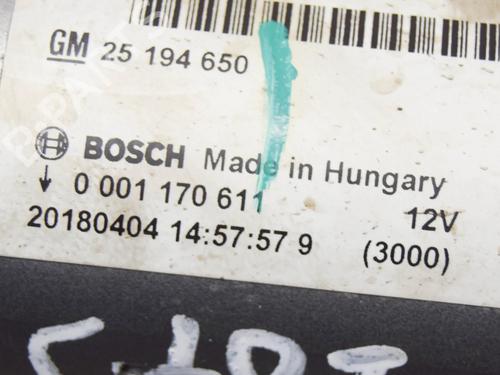 GM 25 194 650
BOSCH Made in Hungary
0 001 170 611 12V
20180404 14:57:57 9 (3000)